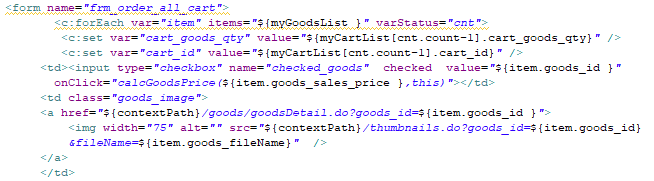 <form name="frm_order_all_cart">
<c:forEach var="item" items="${myGoodsList }" varStatus="cnt">
<c:set var="cart_goods_qty" value="${myCartList[cnt.count-1].cart_goods_qty}" />
<c:set var="cart_id" value="${myCartList[cnt.count-1].cart_id}" />
<td><input type="checkbox" name="checked_goods" checked value="${item.goods_id }"
onClick="calcGoodsPrice(${item.goods_sales_price },this)"></td>
<td class="goods_image">
<a href="${contextPath}/goods/goodsDetail.do?goods_id=${item.goods_id }">
<img width="75" alt="" src="${contextPath}/thumbnails.do?goods_id=${item.goods_id}
&fileName=${item.goods_fileName}" />
</a>
</td>